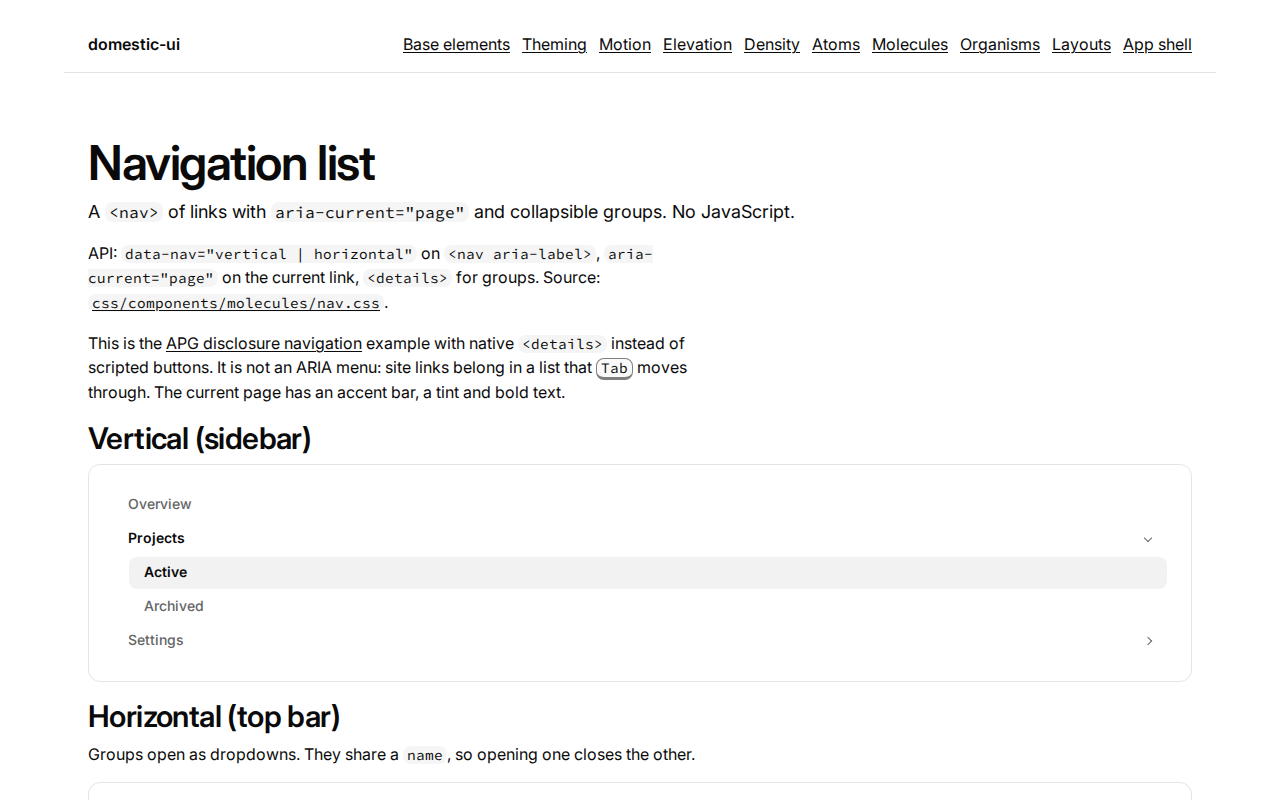 domestic-ui
Base elements Theming Motion Elevation Density Atoms Molecules Organisms Layouts App shell
Navigation list
A <nav> of links with aria-current="page" and collapsible groups. No JavaScript.
API: data-nav="vertical | horizontal" on <nav aria-label>, aria-
current="page" on the current link, <details> for groups. Source:
css/components/molecules/nav.css.
This is the APG disclosure navigation example with native <details> instead of
scripted buttons. It is not an ARIA menu: site links belong in a list that Tab moves
through. The current page has an accent bar, a tint and bold text.
Vertical (sidebar)
Overview
Projects
Active
Archived
Settings
Horizontal (top bar)
Groups open as dropdowns. They share a name, so opening one closes the other.